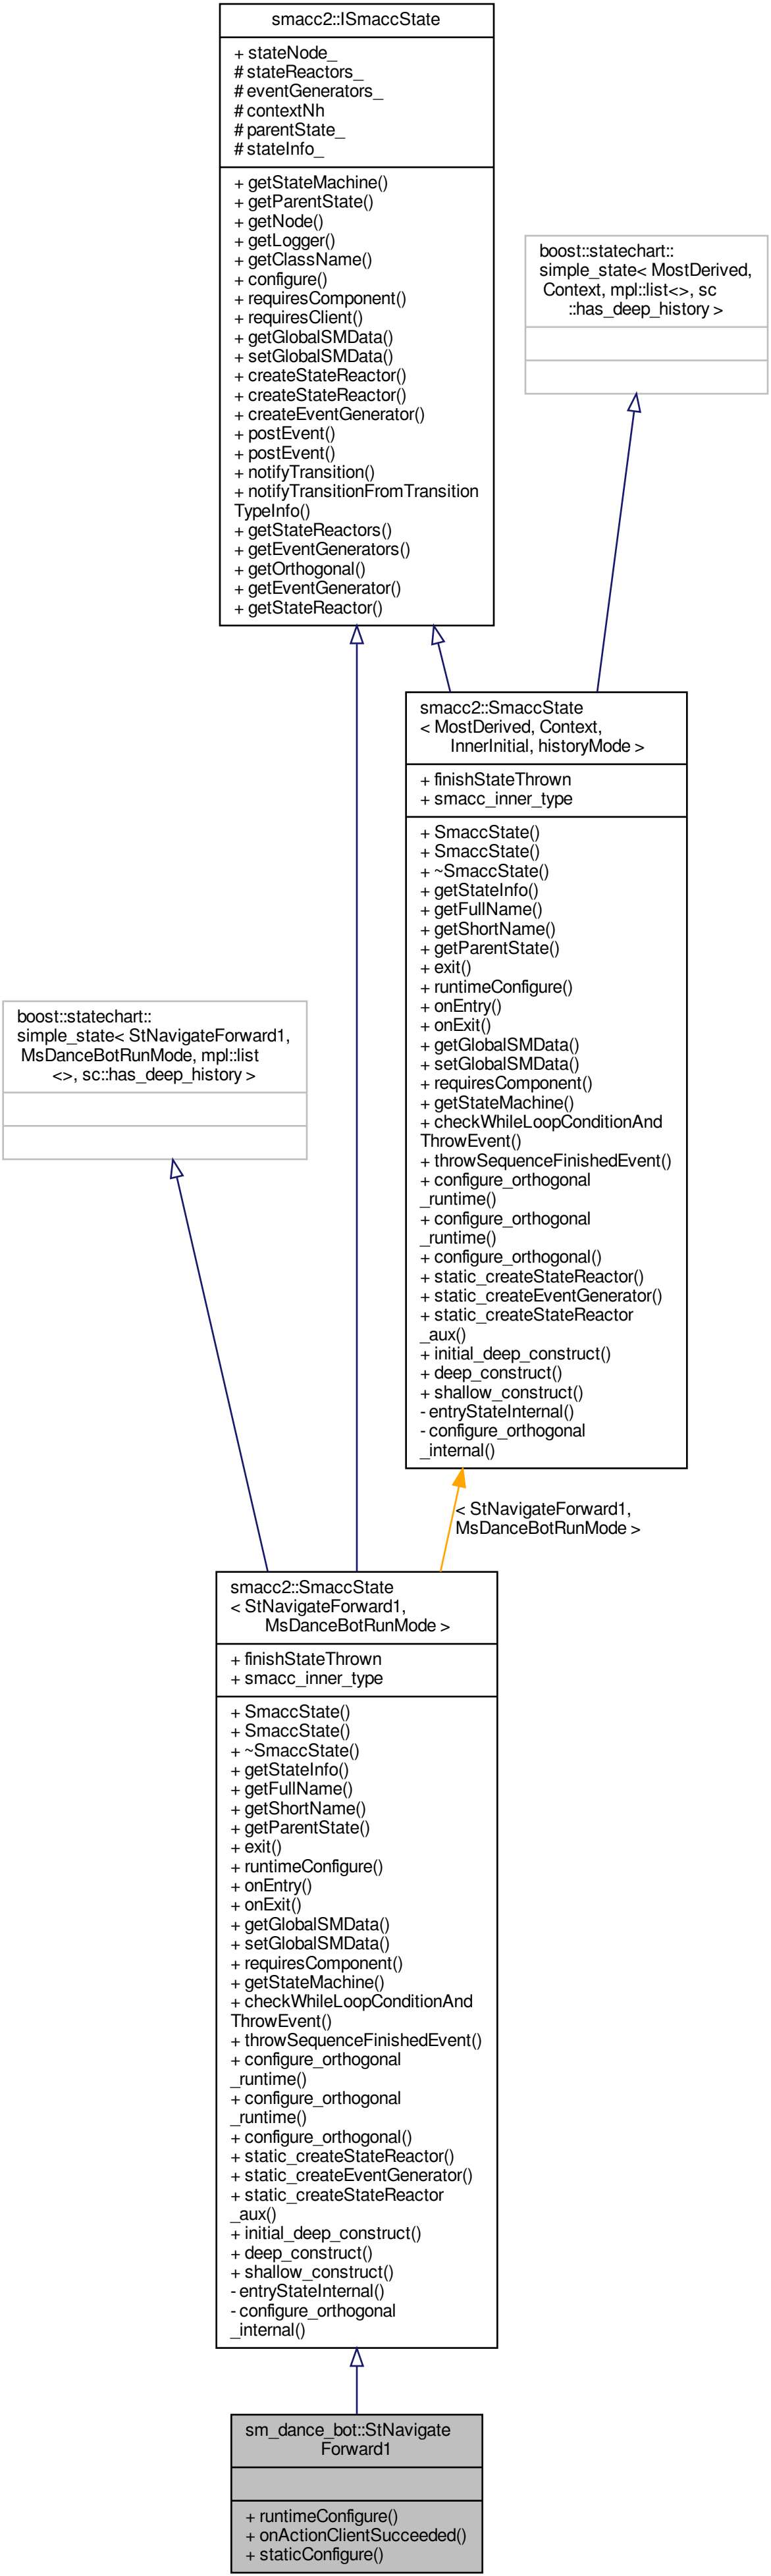 smacc2::ISmaccState
+ stateNode_
# stateReactors_
# eventGenerators_
# contextNh
# parentState_
# stateInfo_
+ getStateMachine()
+ getParentState()
+ getNode()
+ getLogger()
+ getClassName()
+ configure()
+ requiresComponent()
+ requiresClient()
+ getGlobalSMData()
+ setGlobalSMData()
+ createStateReactor()
+ createStateReactor()
+ createEventGenerator()
+ postEvent()
+ postEvent()
+ notifyTransition()
+ notifyTransitionFromTransition
TypeInfo()
+ getStateReactors()
+ getEventGenerators()
+ getOrthogonal()
+ getEventGenerator()
+ getStateReactor()
boost::statechart::
simple_state< MostDerived,
Context, mpl::list<>, sc
::has_deep_history >
smacc2::SmaccState
< MostDerived, Context,
InnerInitial, historyMode >
+ finishStateThrown
+ smacc_inner_type
+ SmaccState()
+ SmaccState()
+ ~SmaccState()
+ getStateInfo()
+ getFullName()
+ getShortName()
+ getParentState()
+ exit()
+ runtimeConfigure()
+ onEntry()
+ onExit()
+ getGlobalSMData()
+ setGlobalSMData()
+ requiresComponent()
+ getStateMachine()
+ checkWhileLoopConditionAnd
ThrowEvent()
+ throwSequenceFinishedEvent()
+ configure_orthogonal
_runtime()
+ configure_orthogonal
_runtime()
+ configure_orthogonal()
+ static_createStateReactor()
+ static_createEventGenerator()
+ static_createStateReactor
_aux()
+ initial_deep_construct()
+ deep_construct()
+ shallow_construct()
- entryStateInternal()
- configure_orthogonal
_internal()
boost::statechart::
simple_state< StNavigateForward1,
MsDanceBotRunMode, mpl::list
<>, sc::has_deep_history >
< StNavigateForward1,
MsDanceBotRunMode >
smacc2::SmaccState
< StNavigateForward1,
MsDanceBotRunMode >
+ finishStateThrown
+ smacc_inner_type
+ SmaccState()
+ SmaccState()
+ ~SmaccState()
+ getStateInfo()
+ getFullName()
+ getShortName()
+ getParentState()
+ exit()
+ runtimeConfigure()
+ onEntry()
+ onExit()
+ getGlobalSMData()
+ setGlobalSMData()
+ requiresComponent()
+ getStateMachine()
+ checkWhileLoopConditionAnd
ThrowEvent()
+ throwSequenceFinishedEvent()
+ configure_orthogonal
_runtime()
+ configure_orthogonal
_runtime()
+ configure_orthogonal()
+ static_createStateReactor()
+ static_createEventGenerator()
+ static_createStateReactor
_aux()
+ initial_deep_construct()
+ deep_construct()
+ shallow_construct()
- entryStateInternal()
- configure_orthogonal
_internal()
sm_dance_bot::StNavigate
Forward1
+ runtimeConfigure()
+ onActionClientSucceeded()
+ staticConfigure()